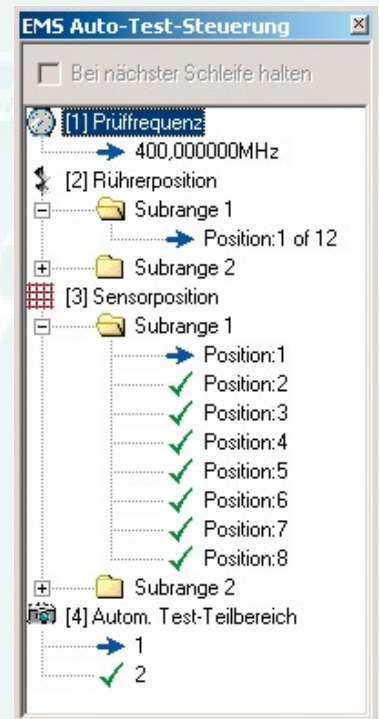 EMS Auto-Test-Steuerung
Bei nächster Schleife halten
[1] Prüffrequenz
400,000000MHz
[2] Rührerposition
Subrange 1
Position:1 of 12
Subrange 2
[3] Sensorposition
Subrange 1
Position:1
Position:2
Position:3
Position:4
Position:5
Position:6
Position:7
Position:8
Subrange 2
[4] Autom. Test-Teilbereich
1
2